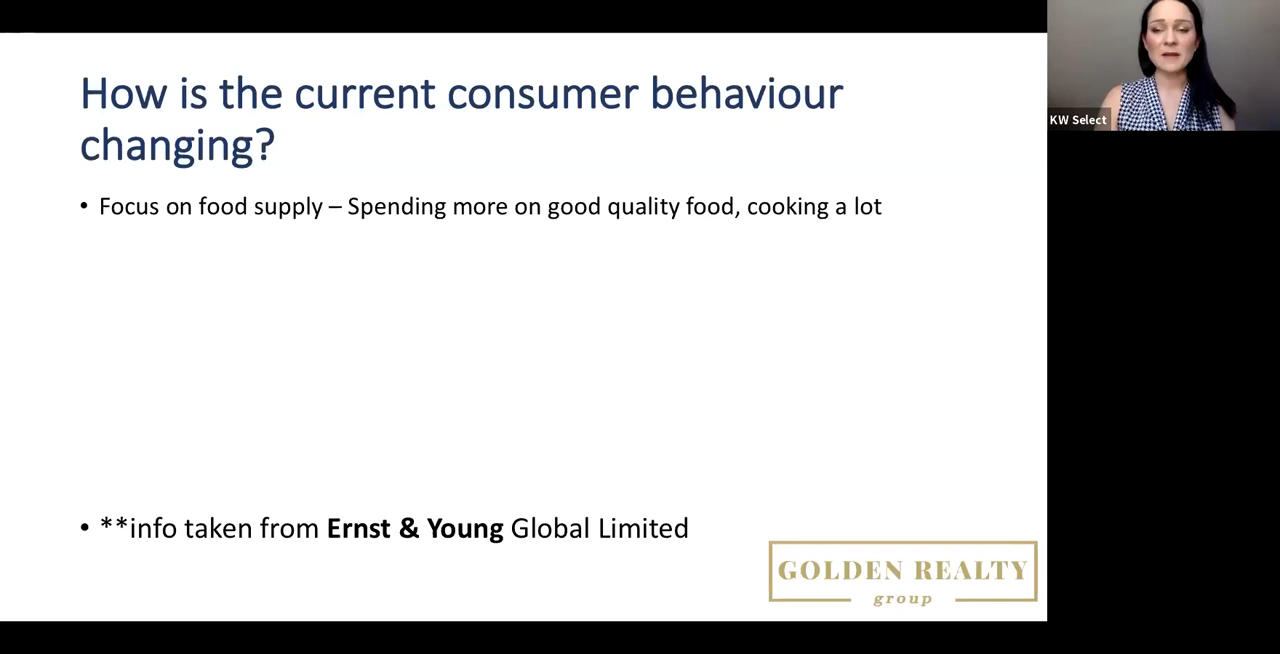 How is the current consumer behaviour
changing?
• Focus on food supply – Spending more on good quality food, cooking a lot
• **info taken from Ernst & Young Global Limited
GOLDEN REALTY
group
KW Select